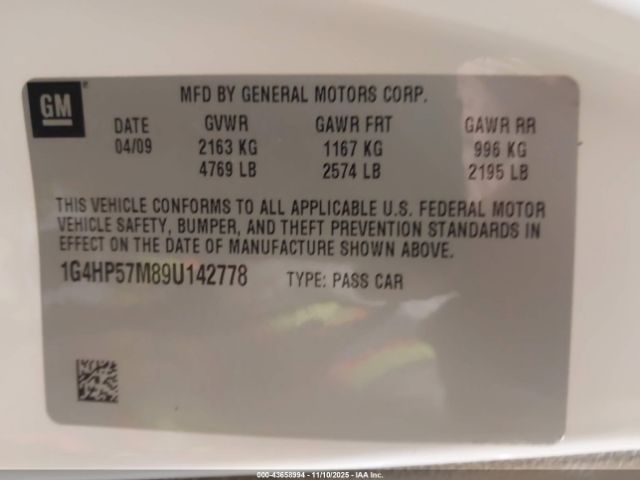 GM
MFD BY GENERAL MOTORS CORP.
DATE GVWR GAWR FRT GAWR RR
04/09 2163 KG 1167 KG 996 KG
4769 LB 2574 LB 2195 LB
THIS VEHICLE CONFORMS TO ALL APPLICABLE U.S. FEDERAL MOTOR
VEHICLE SAFETY, BUMPER, AND THEFT PREVENTION STANDARDS IN
EFFECT ON THE DATE OF MANUFACTURE SHOWN ABOVE.
1G4HP57M89U142778 TYPE: PASS CAR
000-43658994 - 11/10/2025 - IAA Inc.